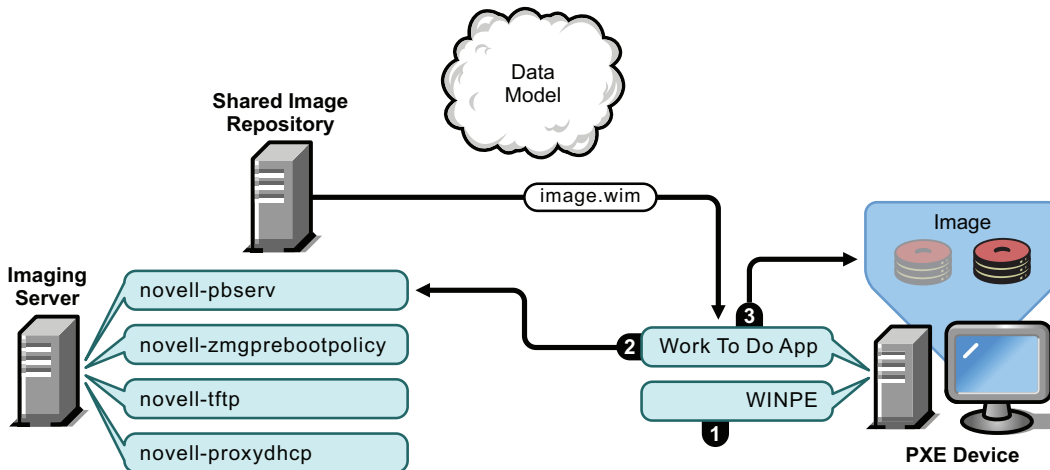 Data
Model
Shared Image
Repository
image.wim
Image
Imaging
Server
novell-pbserv
novell-zmgprebootpolicy
novell-tftp
novell-proxydhcp
3
2
Work To Do App
WINPE
1
PXE Device